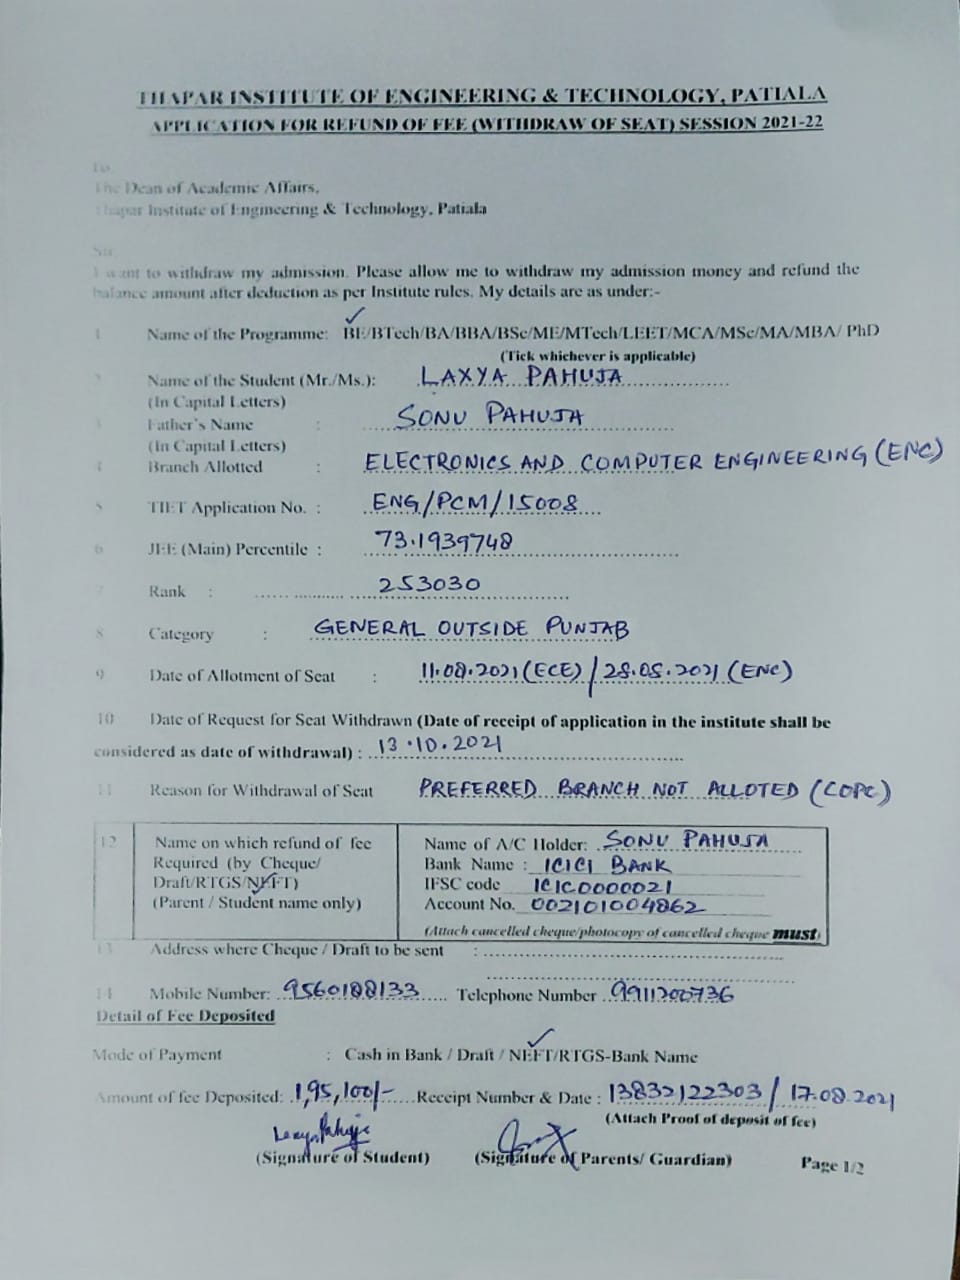 THAPAR INSTITUTE OF ENGINEERING & TECHNOLOGY, PATIALA
APPLICATION FOR REFUND OF FEE (WITHDRAW OF SEAT) SESSION 2021-22
To,
The Dean of Academic Affairs,
Thapar Institute of Engineering & Technology, Patiala
Sir,
I want to withdraw my admission. Please allow me to withdraw my admission money and refund the
balance amount after deduction as per Institute rules. My details are as under:-
1 Name of the Programme: BE/BTech/BA/BBA/BSc/ME/MTech/LEET/MCA/MSc/MA/MBA/ PhD
(Tick whichever is applicable)
2 Name of the Student (Mr./Ms.): LAXYA PAHUJA
(In Capital Letters)
3 Father's Name : SONU PAHUJA
(In Capital Letters)
4 Branch Allotted : ELECTRONICS AND COMPUTER ENGINEERING (ENC)
5 TIET Application No. : ENG/PCM/15008
6 JEE (Main) Percentile : 73.1939748
7 Rank : 253030
8 Category : GENERAL OUTSIDE PUNJAB
9 Date of Allotment of Seat : 11.08.2021 (ECE) / 28.08.2021 (ENC)
10 Date of Request for Seat Withdrawn (Date of receipt of application in the institute shall be
considered as date of withdrawal) : 13.10.2021
11 Reason for Withdrawal of Seat PREFERRED BRANCH NOT ALLOTED (COPC)
12 Name on which refund of fee
Required (by Cheque/
Draft/RTGS/NEFT)
(Parent / Student name only)
Name of A/C Holder: SONU PAHUJA
Bank Name : ICICI BANK
IFSC code ICIC0000021
Account No. 002101004862
(Attach cancelled cheque/photocopy of cancelled cheque must)
13 Address where Cheque / Draft to be sent :
14 Mobile Number: 9560188133 Telephone Number 9911200736
Detail of Fee Deposited
Mode of Payment : Cash in Bank / Draft / NEFT/RTGS-Bank Name
Amount of fee Deposited: 1,95,100/- Receipt Number & Date : 13832122303 / 17.08.2021
(Attach Proof of deposit of fee)
Laxya Pahuja
(Signature of Student) (Signature of Parents/ Guardian) Page 1/2